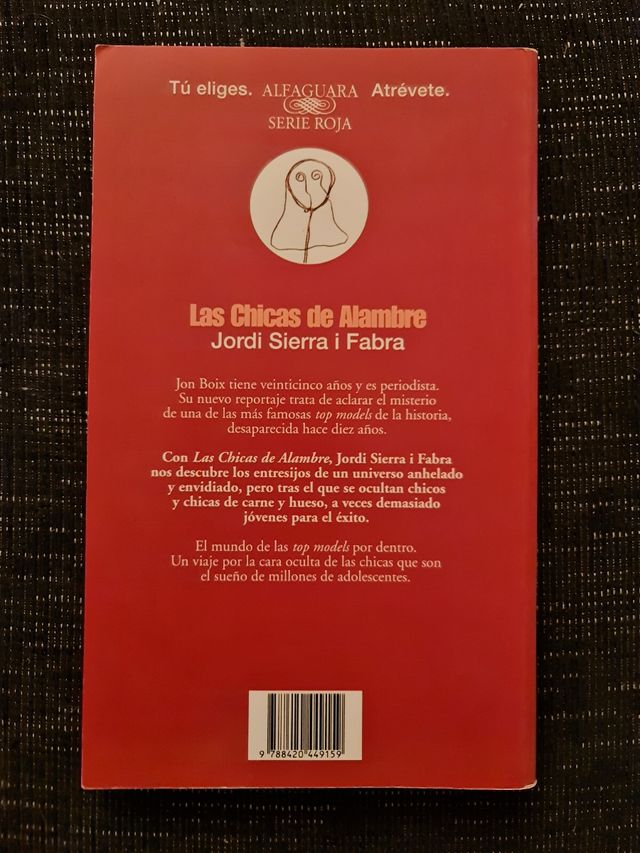 Tú eliges. ALFAGUARA Atrévete.
SERIE ROJA
Las Chicas de Alambre
Jordi Sierra i Fabra
Jon Boix tiene veinticinco años y es periodista.
Su nuevo reportaje trata de aclarar el misterio
de una de las más famosas top models de la historia,
desaparecida hace diez años.
Con Las Chicas de Alambre, Jordi Sierra i Fabra
nos descubre los entresijos de un universo anhelado
y envidiado, pero tras el que se ocultan chicos
y chicas de carne y hueso, a veces demasiado
jóvenes para el éxito.
El mundo de las top models por dentro.
Un viaje por la cara oculta de las chicas que son
el sueño de millones de adolescentes.
9 788420 449159